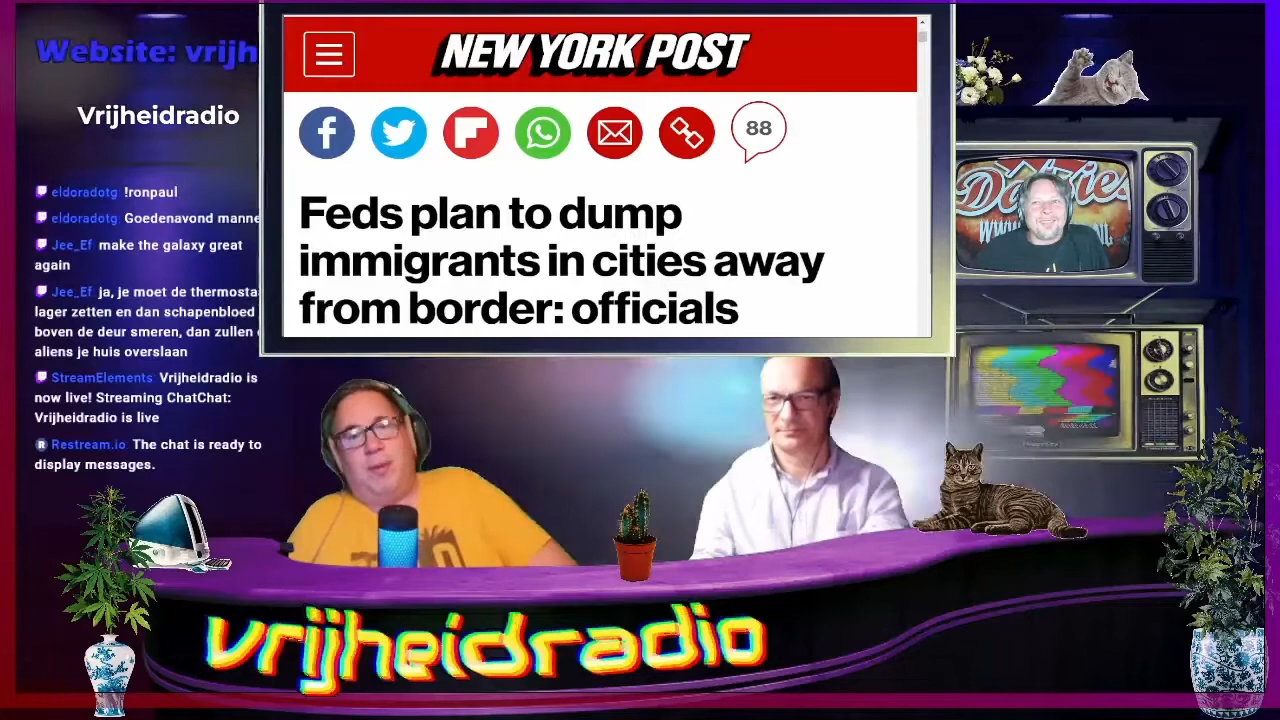 Website: vrijh
Vrijheidradio
eldoradotg !ronpaul
eldoradotg Goedenavond manne
Jee_Ef make the galaxy great
again
Jee_Ef ja, je moet de thermosta
lager zetten en dan schapenbloed
boven de deur smeren, dan zullen
aliens je huis overslaan
StreamElements Vrijheidradio is
now live! Streaming ChatChat:
Vrijheidradio is live
Restream.io The chat is ready to
display messages.
NEW YORK POST
88
Feds plan to dump
immigrants in cities away
from border: officials
vrijheidradio